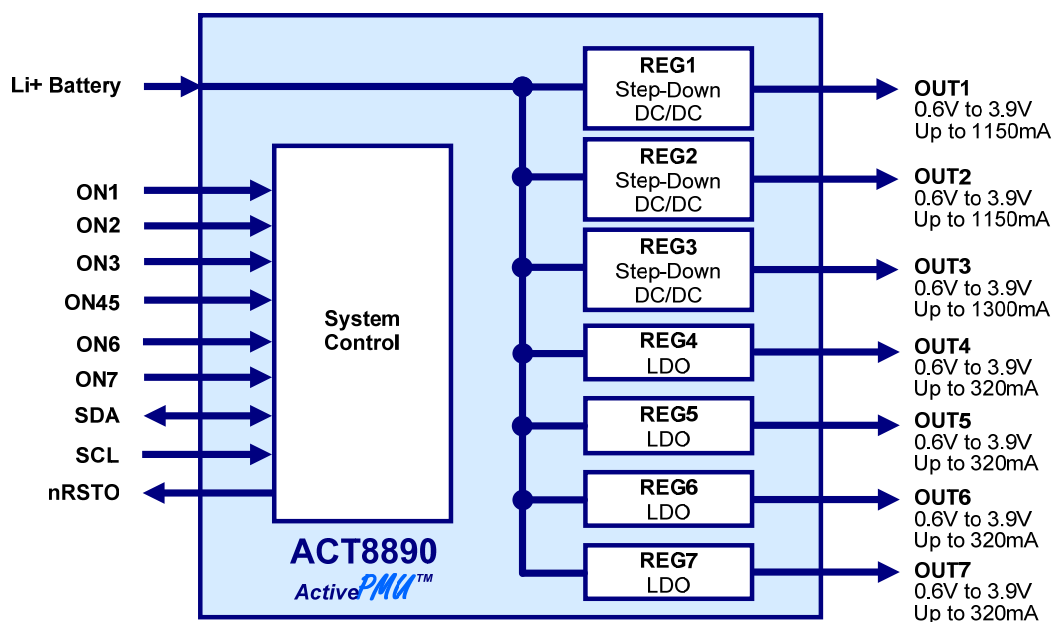 Li+ Battery
ON1
ON2
ON3
ON45
ON6
ON7
SDA
SCL
nRSTO
System
Control
ACT8890
ActivePMU™
REG1
Step-Down
DC/DC
REG2
Step-Down
DC/DC
REG3
Step-Down
DC/DC
REG4
LDO
REG5
LDO
REG6
LDO
REG7
LDO
OUT1
0.6V to 3.9V
Up to 1150mA
OUT2
0.6V to 3.9V
Up to 1150mA
OUT3
0.6V to 3.9V
Up to 1300mA
OUT4
0.6V to 3.9V
Up to 320mA
OUT5
0.6V to 3.9V
Up to 320mA
OUT6
0.6V to 3.9V
Up to 320mA
OUT7
0.6V to 3.9V
Up to 320mA